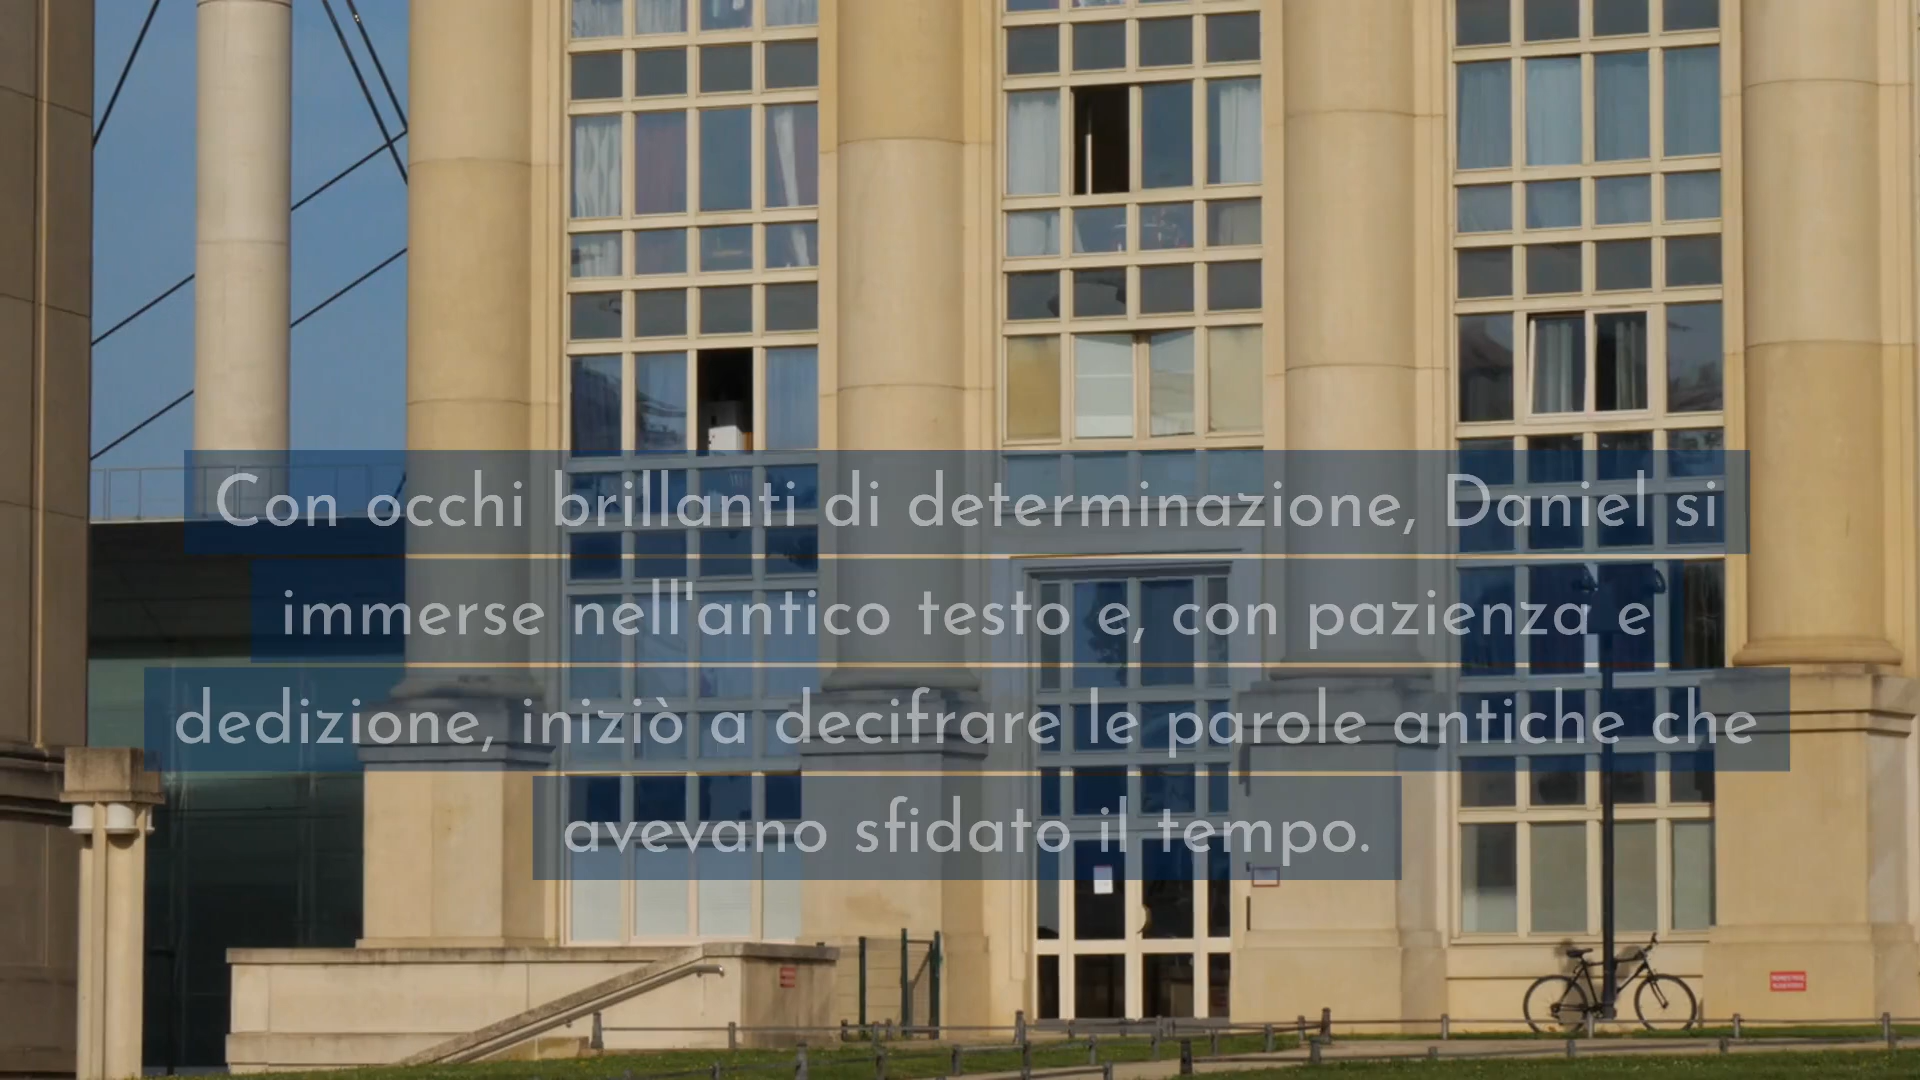 Con occhi brillanti di determinazione, Daniel si
immerse nell'antico testo e, con pazienza e
dedizione, iniziò a decifrare le parole antiche che
avevano sfidato il tempo.